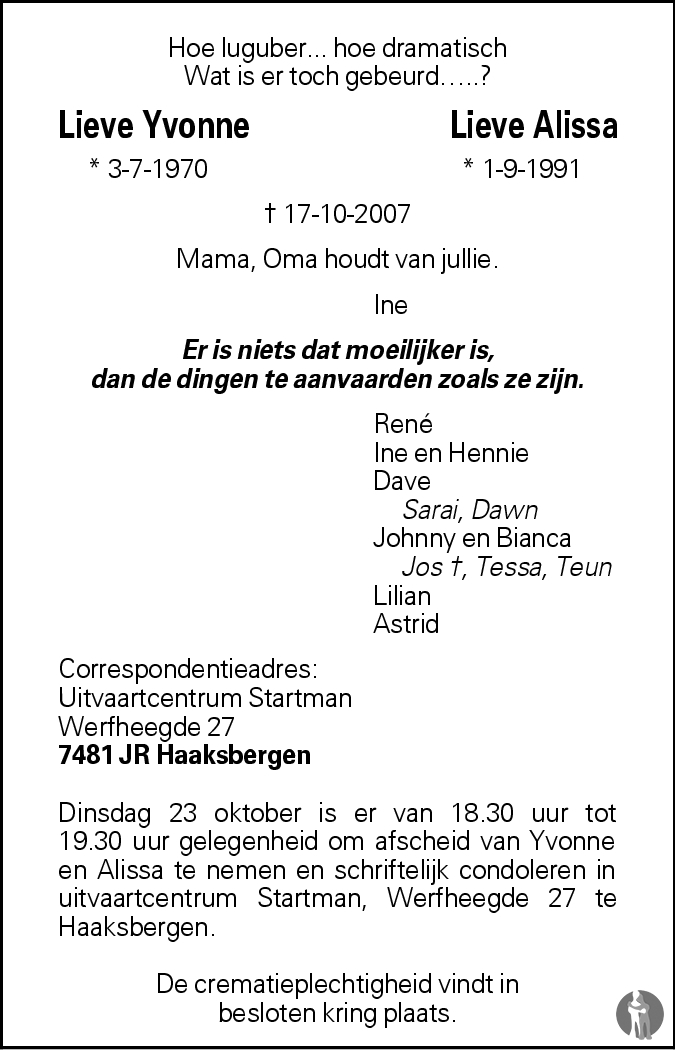 Hoe luguber... hoe dramatisch
Wat is er toch gebeurd.....?
Lieve Yvonne Lieve Alissa
* 3-7-1970 * 1-9-1991
† 17-10-2007
Mama, Oma houdt van jullie.
Ine
Er is niets dat moeilijker is,
dan de dingen te aanvaarden zoals ze zijn.
René
Ine en Hennie
Dave
Sarai, Dawn
Johnny en Bianca
Jos †, Tessa, Teun
Lilian
Astrid
Correspondentieadres:
Uitvaartcentrum Startman
Werfheegde 27
7481 JR Haaksbergen
Dinsdag 23 oktober is er van 18.30 uur tot
19.30 uur gelegenheid om afscheid van Yvonne
en Alissa te nemen en schriftelijk condoleren in
uitvaartcentrum Startman, Werfheegde 27 te
Haaksbergen.
De crematieplechtigheid vindt in
besloten kring plaats.